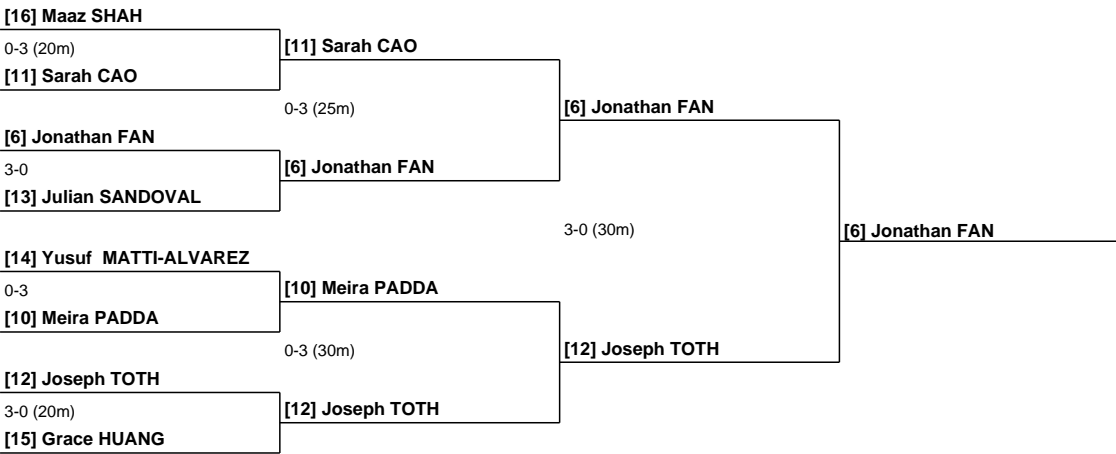 [16] Maaz SHAH
0-3 (20m)
[11] Sarah CAO
[11] Sarah CAO
0-3 (25m)
[6] Jonathan FAN
[6] Jonathan FAN
3-0
[6] Jonathan FAN
[13] Julian SANDOVAL
3-0 (30m)
[6] Jonathan FAN
[14] Yusuf  MATTI-ALVAREZ
0-3
[10] Meira PADDA
[10] Meira PADDA
0-3 (30m)
[12] Joseph TOTH
[12] Joseph TOTH
3-0 (20m)
[12] Joseph TOTH
[15] Grace HUANG